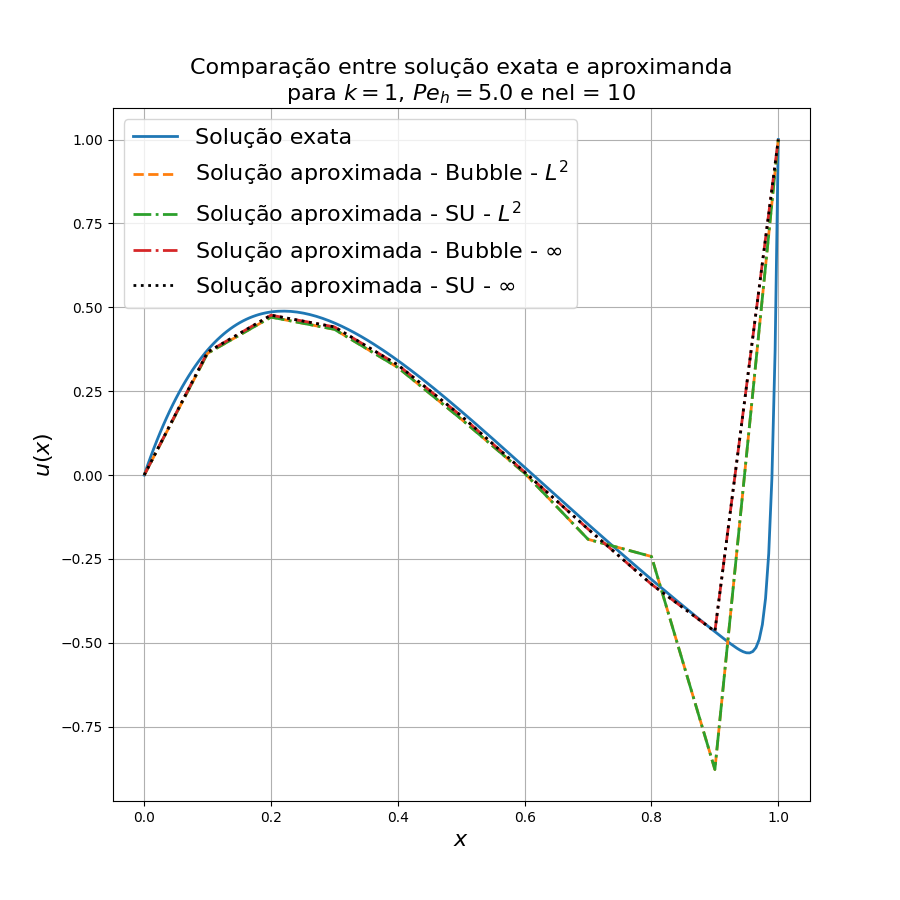 Comparação entre solução exata e aproximanda
para $k = 1$, $Pe_h = 5.0$ e nel = 10
Solução exata
Solução aproximada - Bubble - $L^2$
Solução aproximada - SU - $L^2$
Solução aproximada - Bubble - ∞
Solução aproximada - SU - ∞
1.00
0.75
0.50
0.25
0.00
−0.25
−0.50
−0.75
$u(x)$
0.0 0.2 0.4 0.6 0.8 1.0
$x$